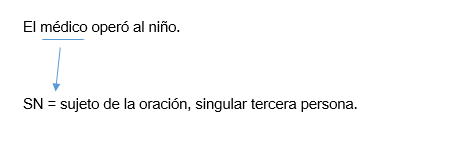 El médico operó al niño.
SN = sujeto de la oración, singular tercera persona.